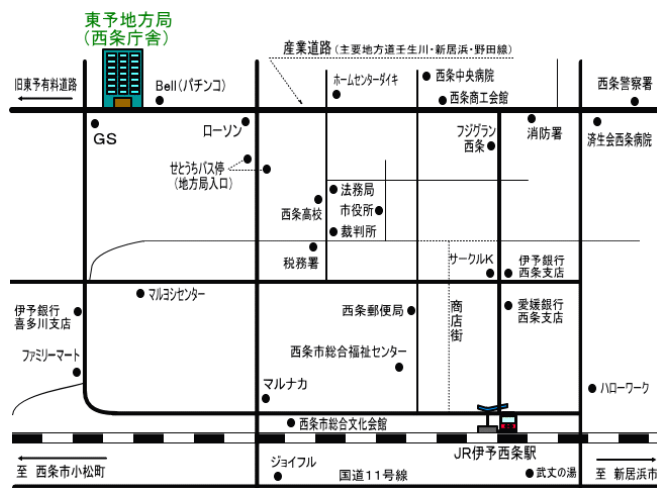 東予地方局
(西条庁舎)
産業道路(主要地方道壬生川・新居浜・野田線)
旧東予有料道路
Bell(パチンコ)
ホームセンターダイキ
西条中央病院
西条商工会館
西条警察署
GS
ローソン
フジグラン
西条
消防署
済生会西条病院
せとうちバス停
(地方局入口)
法務局
西条高校
市役所
裁判所
税務署
サークルK
伊予銀行
西条支店
マルヨシセンター
伊予銀行
喜多川支店
西条郵便局
商店街
愛媛銀行
西条支店
ファミリーマート
西条市総合福祉センター
マルナカ
ハローワーク
西条市総合文化会館
JR伊予西条駅
至 西条市小松町
ジョイフル
国道11号線
武丈の湯
至 新居浜市